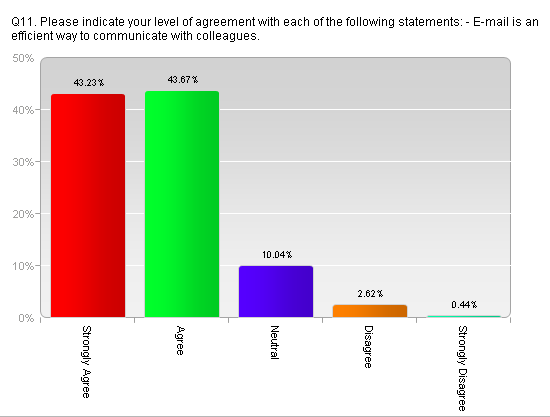 Q11. Please indicate your level of agreement with each of the following statements: - E-mail is an
efficient way to communicate with colleagues.
50%
40%
30%
20%
10%
0%
43.23%
43.67%
10.04%
2.62%
0.44%
Strongly Agree
Agree
Neutral
Disagree
Strongly Disagree